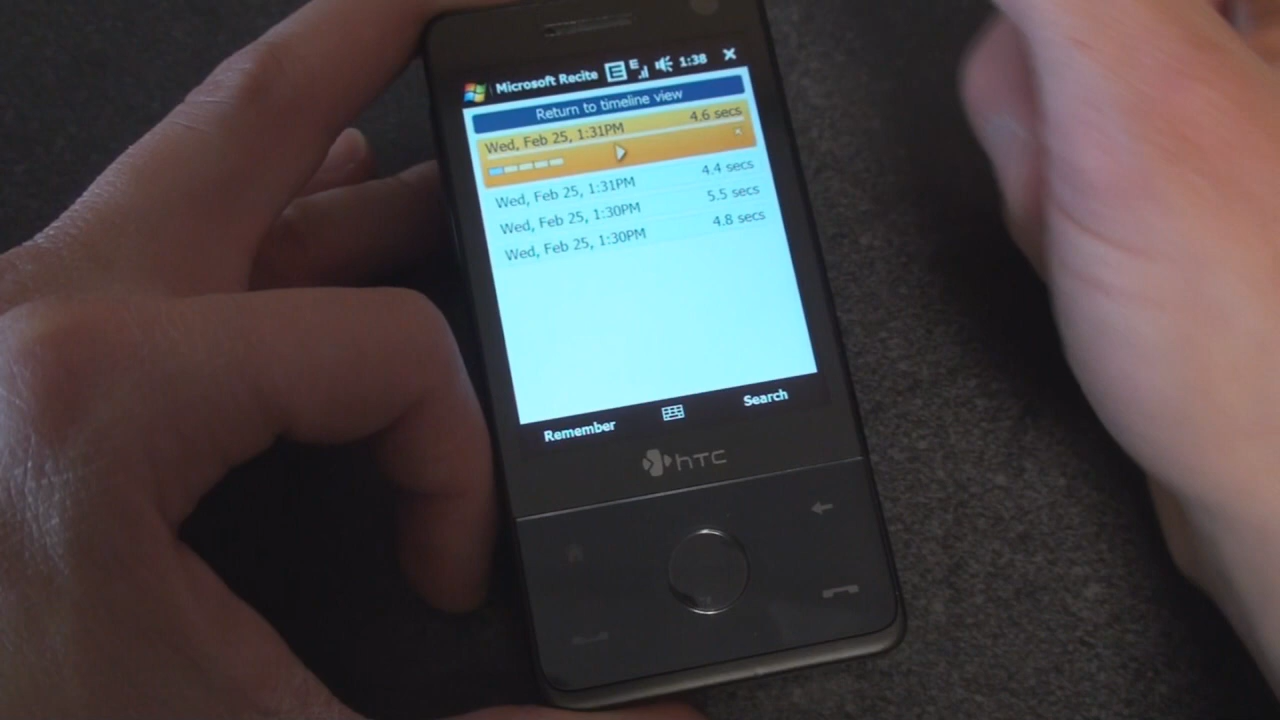 Microsoft Recite E E 1:38
Return to timeline view
Wed, Feb 25, 1:31PM 4.6 secs
Wed, Feb 25, 1:31PM 4.4 secs
Wed, Feb 25, 1:30PM 5.5 secs
Wed, Feb 25, 1:30PM 4.8 secs
Remember Search
hTC